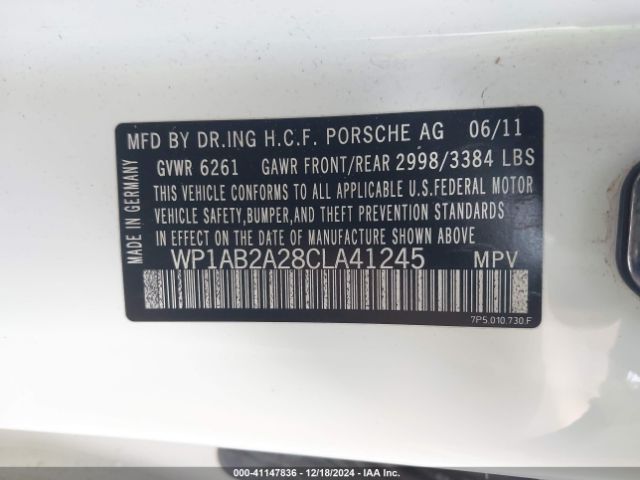 MFD BY DR.ING H.C.F. PORSCHE AG 06/11
GVWR 6261 GAWR FRONT/REAR 2998/3384 LBS
THIS VEHICLE CONFORMS TO ALL APPLICABLE U.S.FEDERAL MOTOR
VEHICLE SAFETY,BUMPER,AND THEFT PREVENTION STANDARDS
IN EFFECT ON THE DATE OF MANUFACTURE SHOWN ABOVE
WP1AB2A28CLA41245 MPV
7P5.010.730.F
MADE IN GERMANY
000-41147836 | 12/18/2024 - IAA Inc.